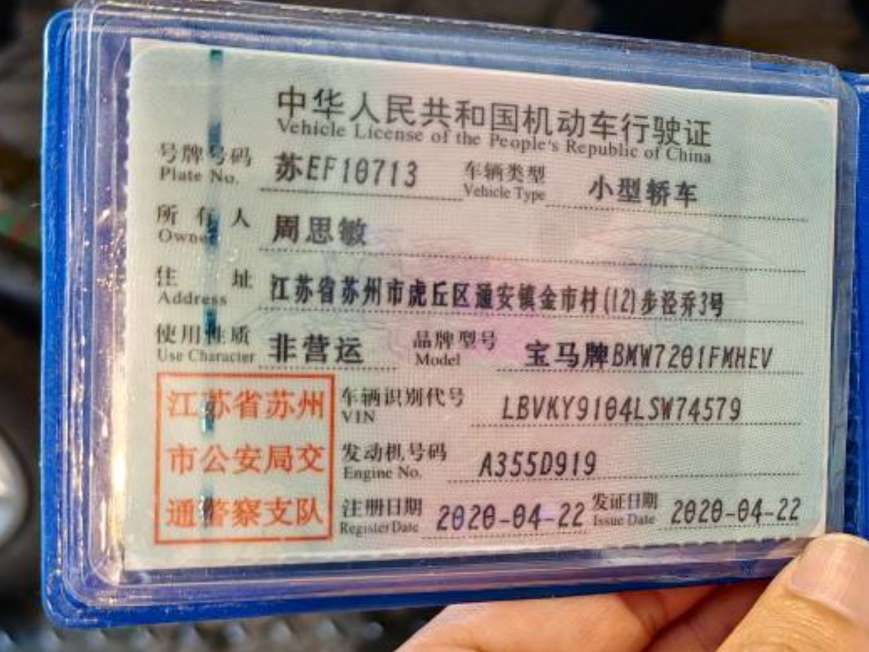 中华人民共和国机动车行驶证
Vehicle License of the People's Republic of China
号牌号码 苏EF10713 车辆类型 小型轿车
Plate No. Vehicle Type
所有人 周思敏
Owner
住址 江苏省苏州市虎丘区通安镇金市村(12)步泾乔3号
Address
使用性质 非营运 品牌型号 宝马牌BMW7201FMHEV
Use Character Model
江苏省苏州 车辆识别代号 LBVKY9104LSW74579
VIN
市公安局交 发动机号码 A355D919
Engine No.
通警察支队 注册日期 2020-04-22 发证日期 2020-04-22
Register Date Issue Date